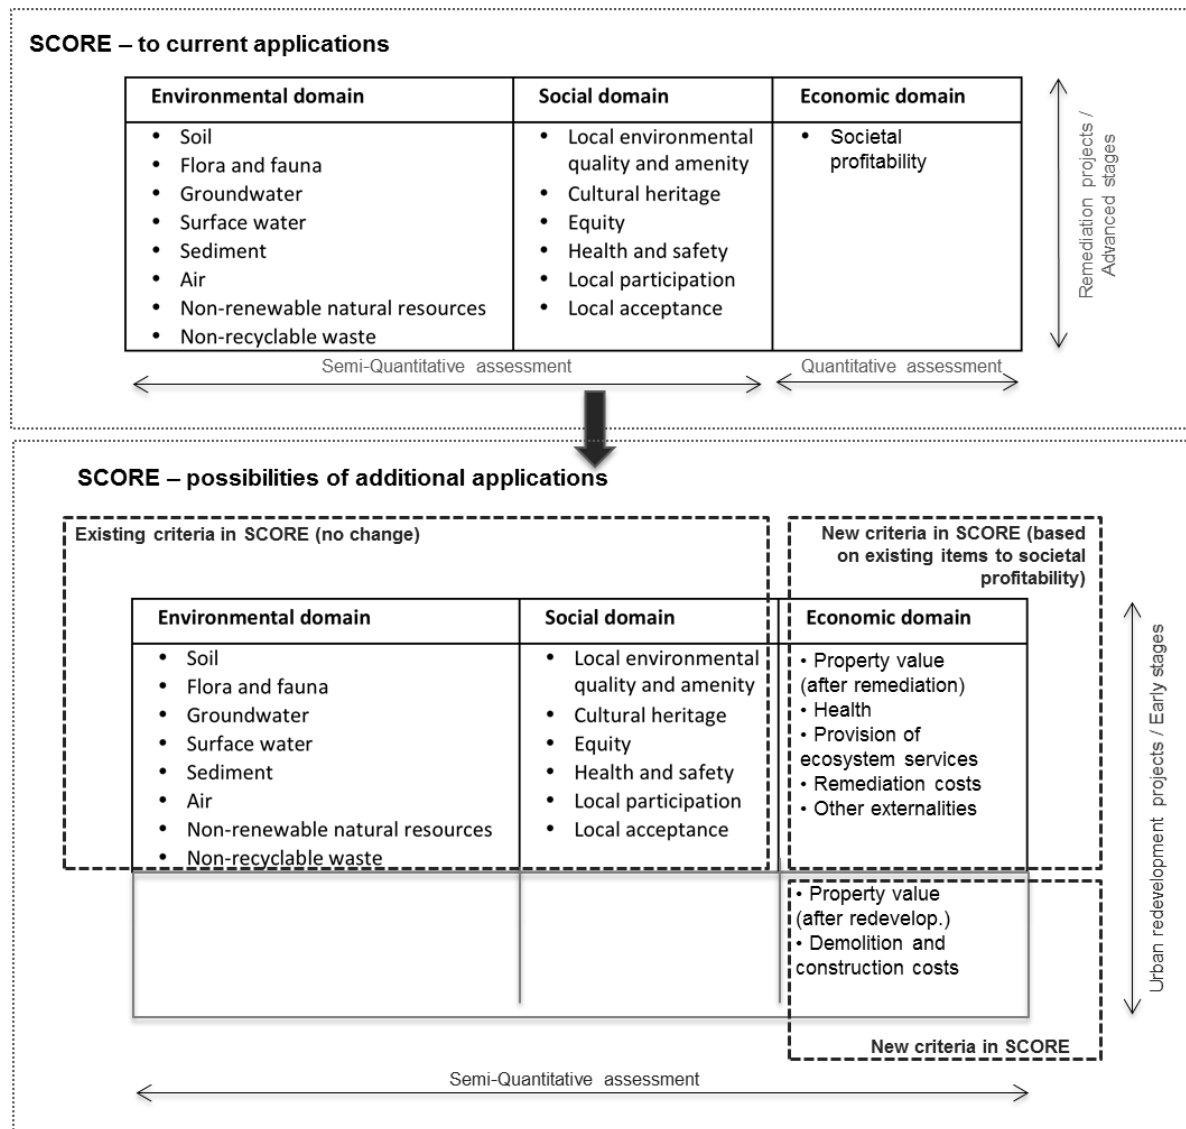 SCORE – to current applications
Environmental domain
• Soil
• Flora and fauna
• Groundwater
• Surface water
• Sediment
• Air
• Non-renewable natural resources
• Non-recyclable waste
Social domain
• Local environmental
quality and amenity
• Cultural heritage
• Equity
• Health and safety
• Local participation
• Local acceptance
Economic domain
• Societal
profitability
Remediation projects /
Advanced stages
Semi-Quantitative assessment
Quantitative assessment
SCORE – possibilities of additional applications
Existing criteria in SCORE (no change)
New criteria in SCORE (based
on existing items to societal
profitability)
Environmental domain
• Soil
• Flora and fauna
• Groundwater
• Surface water
• Sediment
• Air
• Non-renewable natural resources
• Non-recyclable waste
Social domain
• Local environmental
quality and amenity
• Cultural heritage
• Equity
• Health and safety
• Local participation
• Local acceptance
Economic domain
• Property value
(after remediation)
• Health
• Provision of
ecosystem services
• Remediation costs
• Other externalities
• Property value
(after redevelop.)
• Demolition and
construction costs
New criteria in SCORE
Urban redevelopment projects / Early stages
Semi-Quantitative assessment